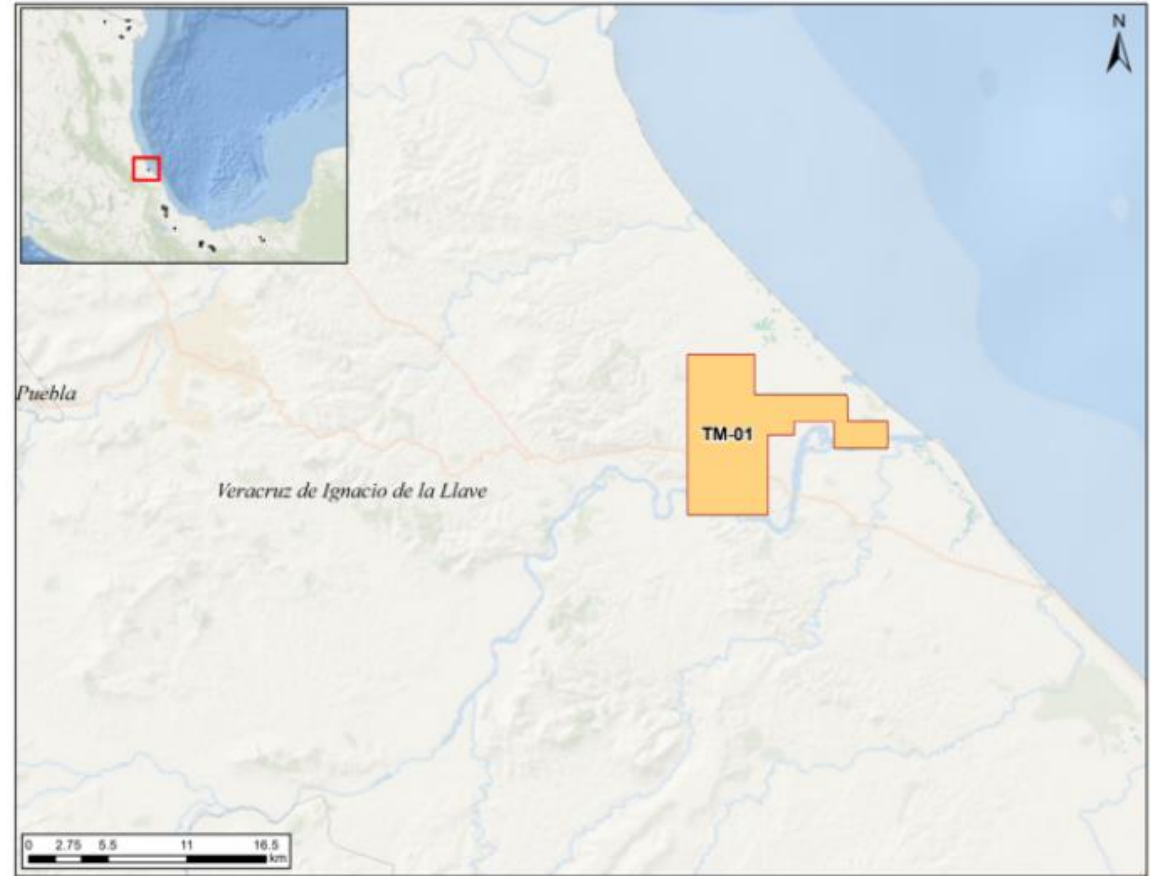 N
Puebla
TM-01
Veracruz de Ignacio de la Llave
0 2.75 5.5 11 16.5
km